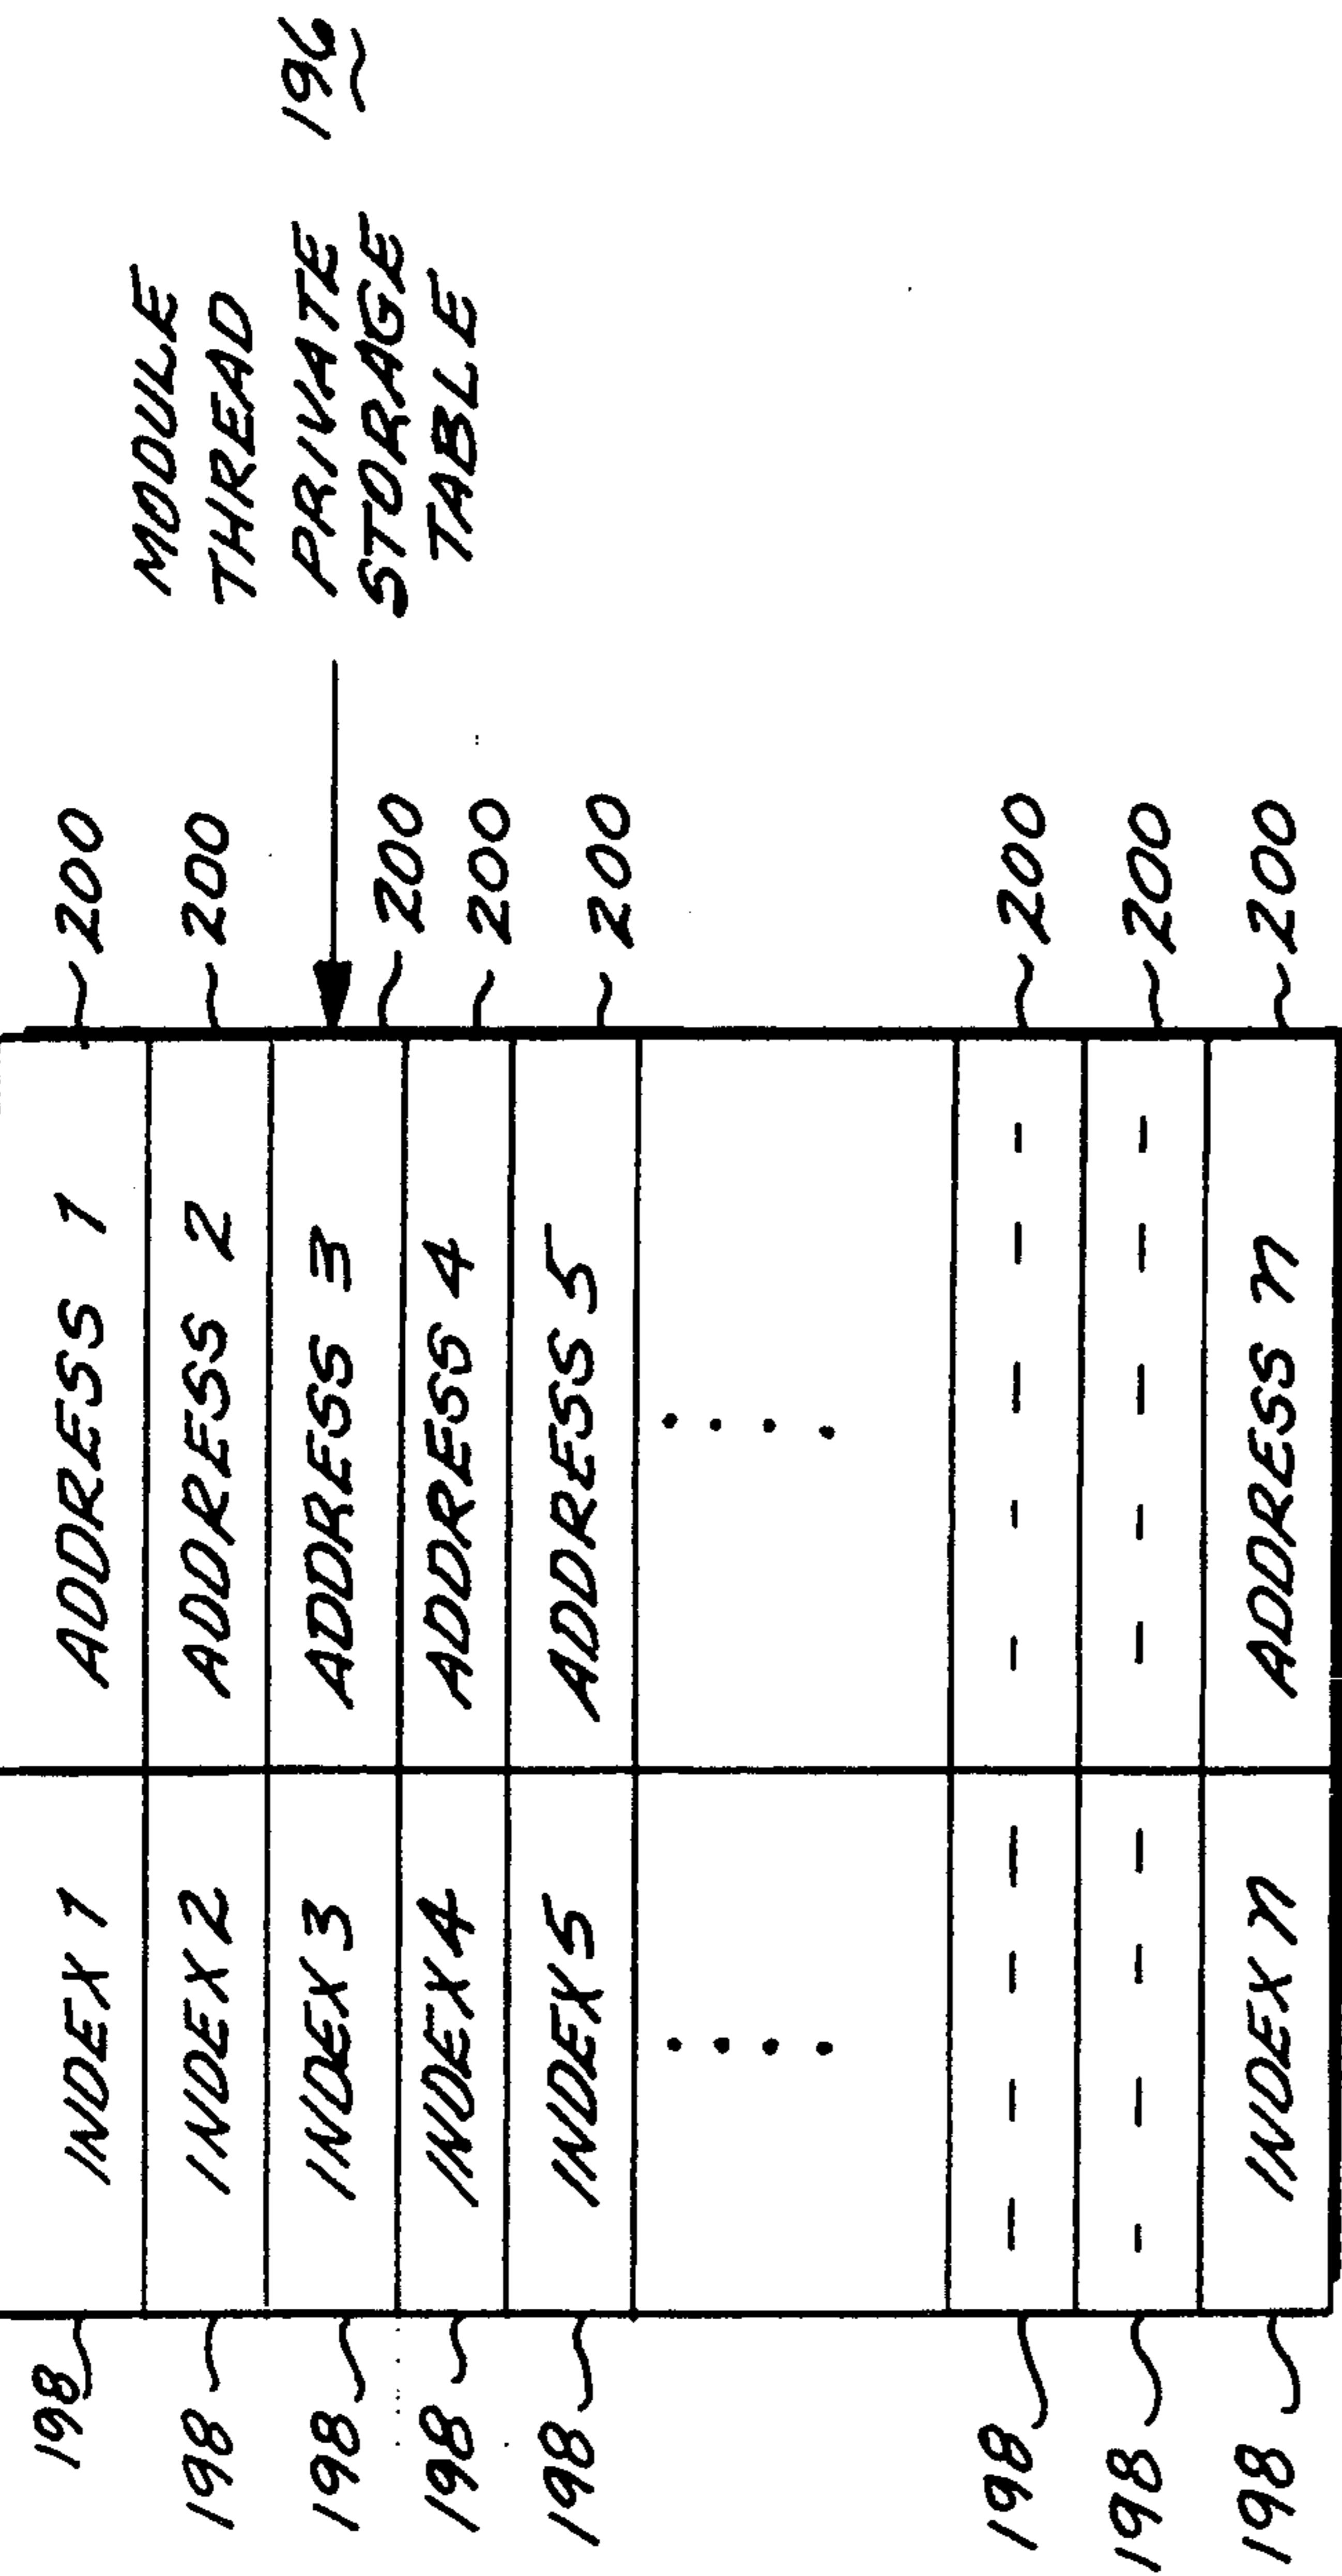 198 INDEX 1 ADDRESS 1 200
198 INDEX 2 ADDRESS 2 200
198 INDEX 3 ADDRESS 3 200
198 INDEX 4 ADDRESS 4 200
198 INDEX 5 ADDRESS 5 200
198 200
198 200
198 INDEX n ADDRESS n 200
MODULE
THREAD
PRIVATE 196
STORAGE
TABLE